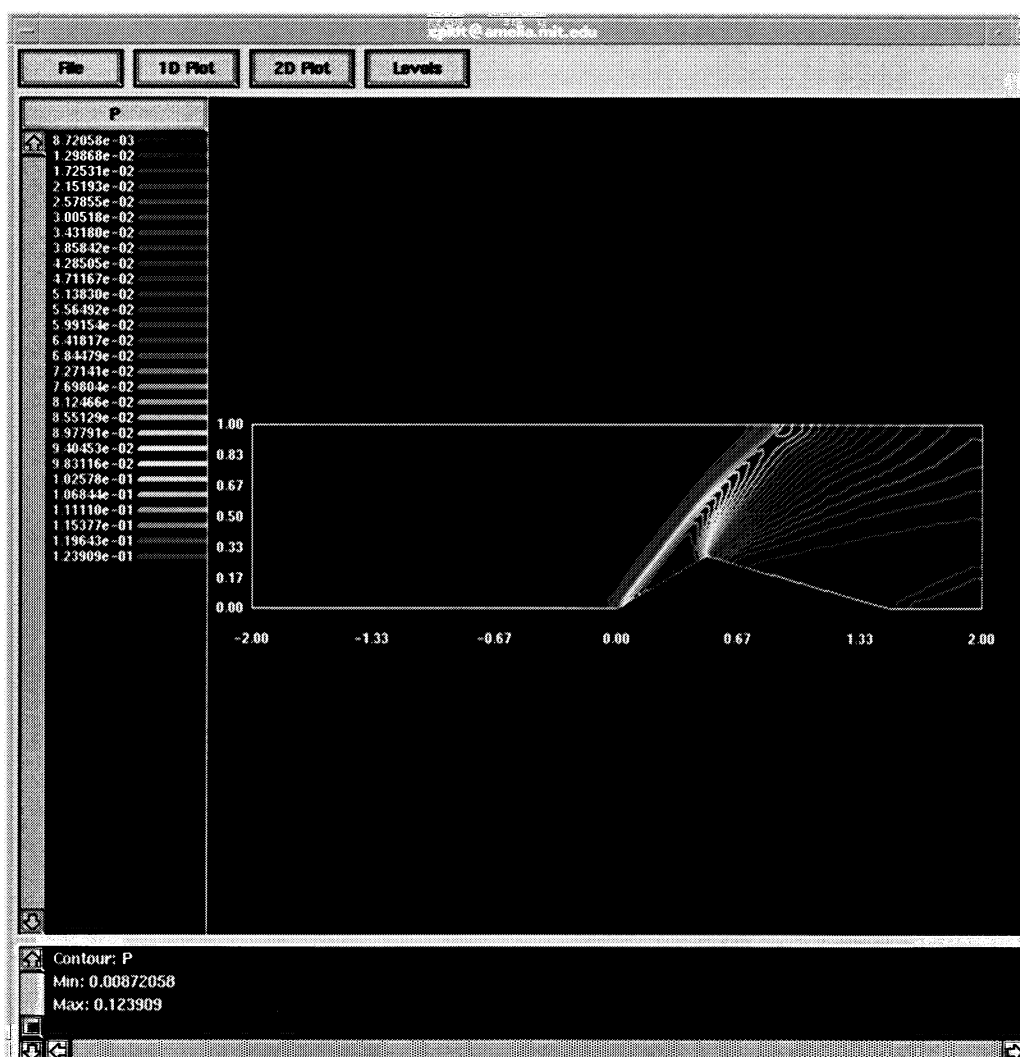 xplot@amelia.mit.edu
File 1D Plot 2D Plot Levels
P
8.72058e-03
1.29868e-02
1.72531e-02
2.15193e-02
2.57855e-02
3.00518e-02
3.43180e-02
3.85842e-02
4.28505e-02
4.71167e-02
5.13830e-02
5.56492e-02
5.99154e-02
6.41817e-02
6.84479e-02
7.27141e-02
7.69804e-02
8.12466e-02
8.55129e-02
8.97791e-02
9.40453e-02
9.83116e-02
1.02578e-01
1.06844e-01
1.11110e-01
1.15377e-01
1.19643e-01
1.23909e-01
1.00
0.83
0.67
0.50
0.33
0.17
0.00
-2.00 -1.33 -0.67 0.00 0.67 1.33 2.00
Contour: P
Min: 0.00872058
Max: 0.123909